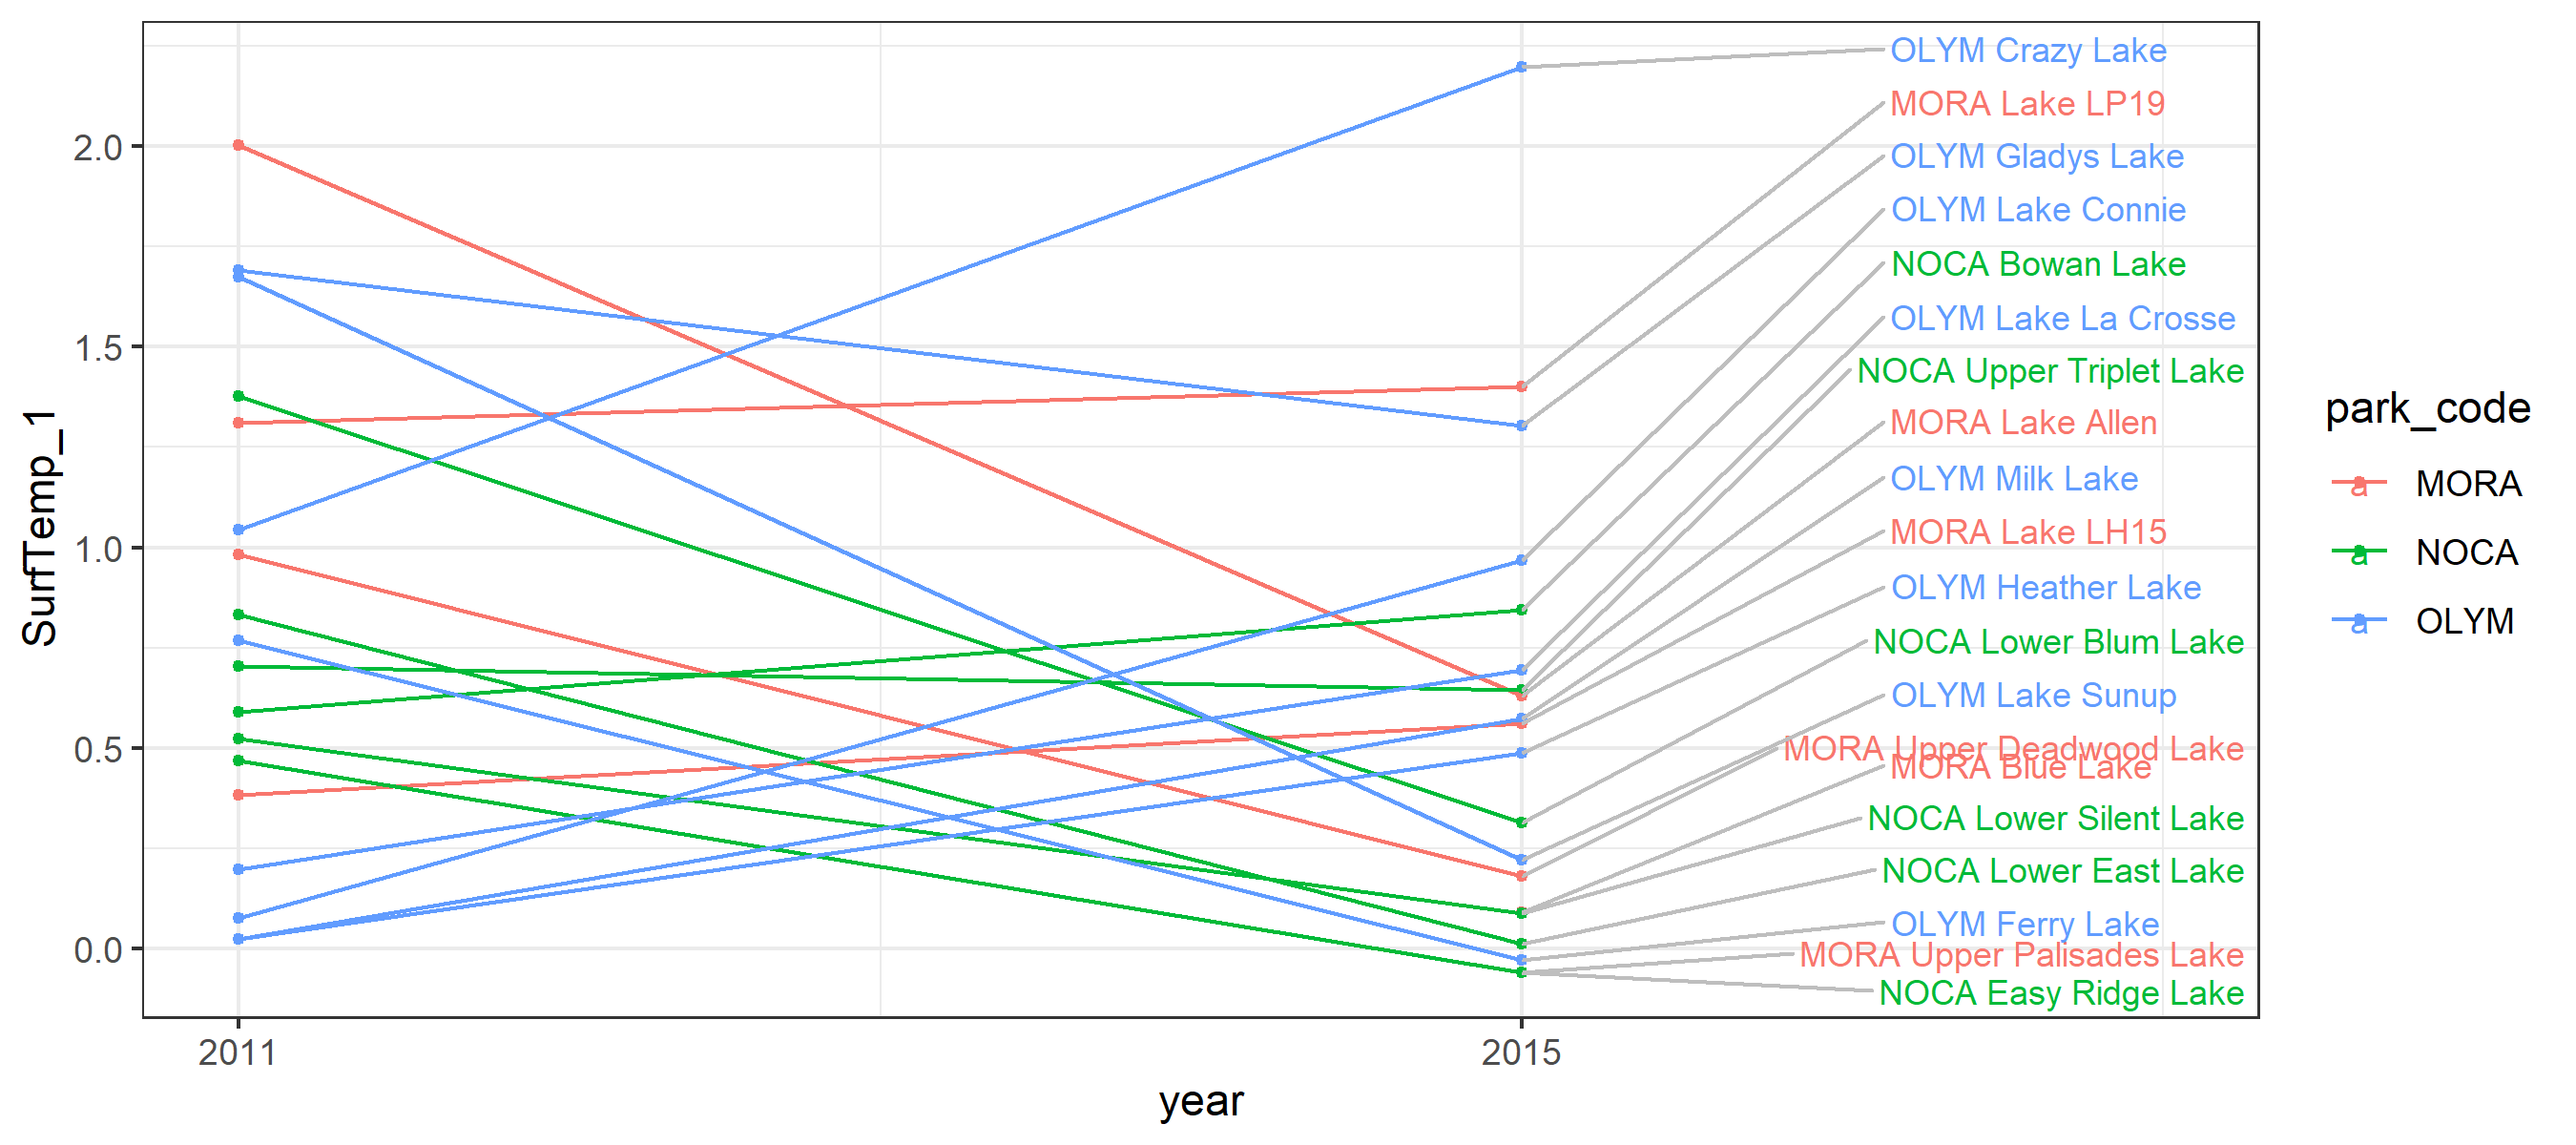 SurfTemp_1
2.0
1.5
1.0
0.5
0.0
2011
2015
year
OLYM Crazy Lake
MORA Lake LP19
OLYM Gladys Lake
OLYM Lake Connie
NOCA Bowan Lake
OLYM Lake La Crosse
NOCA Upper Triplet Lake
MORA Lake Allen
OLYM Milk Lake
MORA Lake LH15
OLYM Heather Lake
NOCA Lower Blum Lake
OLYM Lake Sunup
MORA Upper Deadwood Lake
MORA Blue Lake
NOCA Lower Silent Lake
NOCA Lower East Lake
OLYM Ferry Lake
MORA Upper Palisades Lake
NOCA Easy Ridge Lake
park_code
a MORA
a NOCA
a OLYM